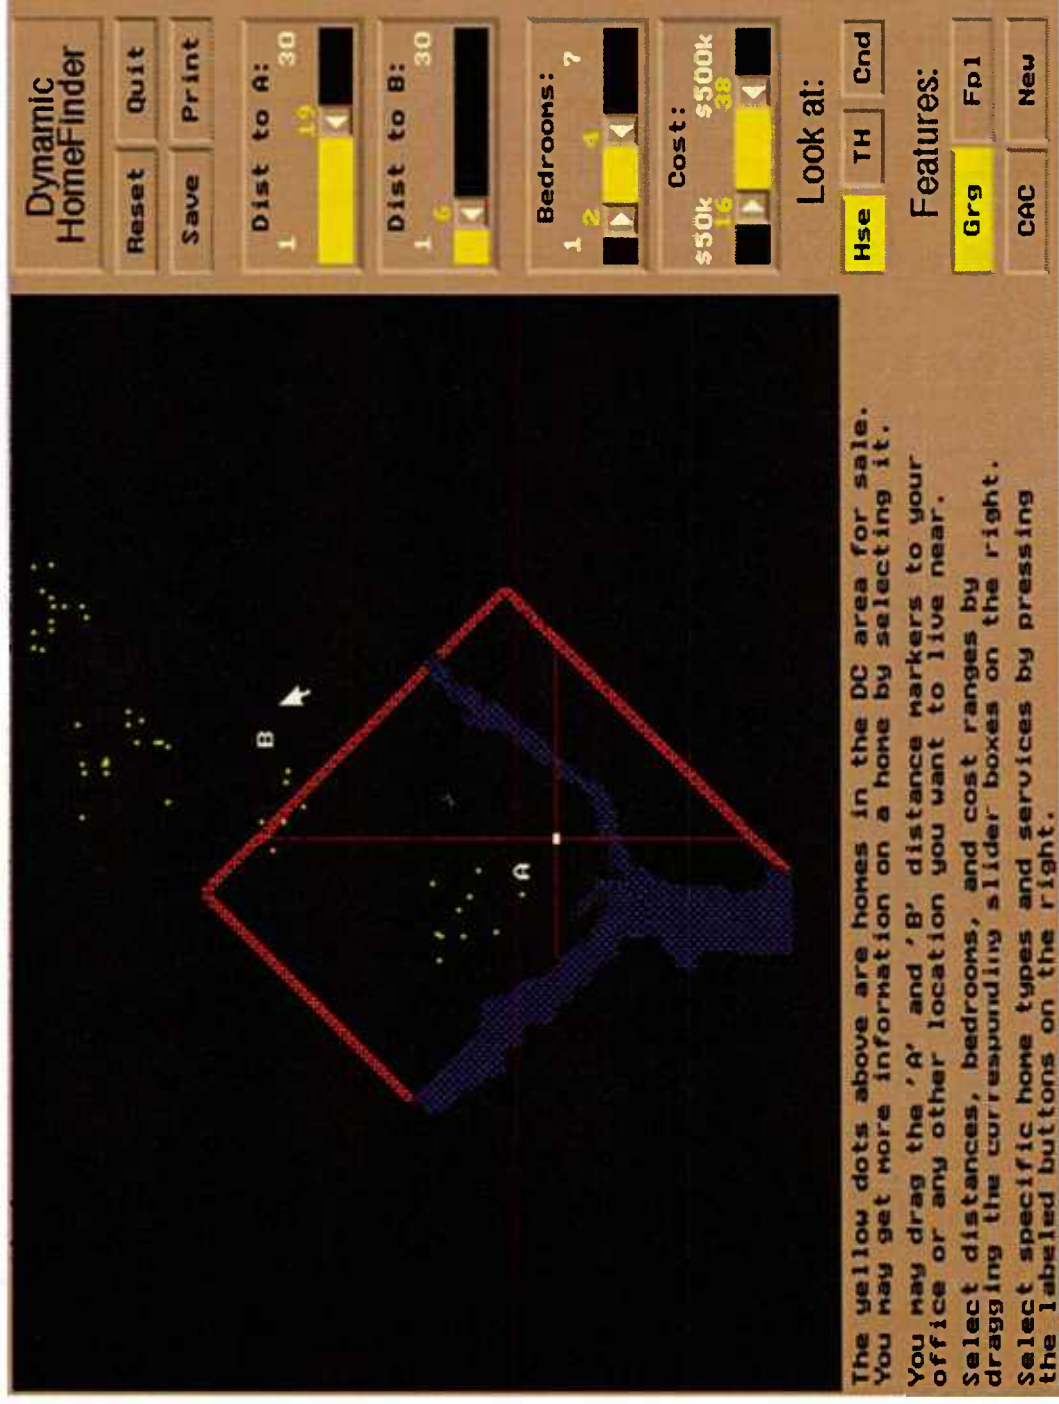 Dynamic
HomeFinder
Reset Quit
Save Print
Dist to A:
1 30
19
Dist to B:
1 30
6
Bedrooms:
1 7
2 4
Cost:
$50k $500k
16 38
Look at:
Hse TH Cnd
Features:
Grg Fpl
CAC New
B
A
The yellow dots above are homes in the DC area for sale.
You may get more information on a home by selecting it.
You may drag the 'A' and 'B' distance markers to your
office or any other location you want to live near.
Select distances, bedrooms, and cost ranges by
dragging the corresponding slider boxes on the right.
Select specific home types and services by pressing
the labeled buttons on the right.